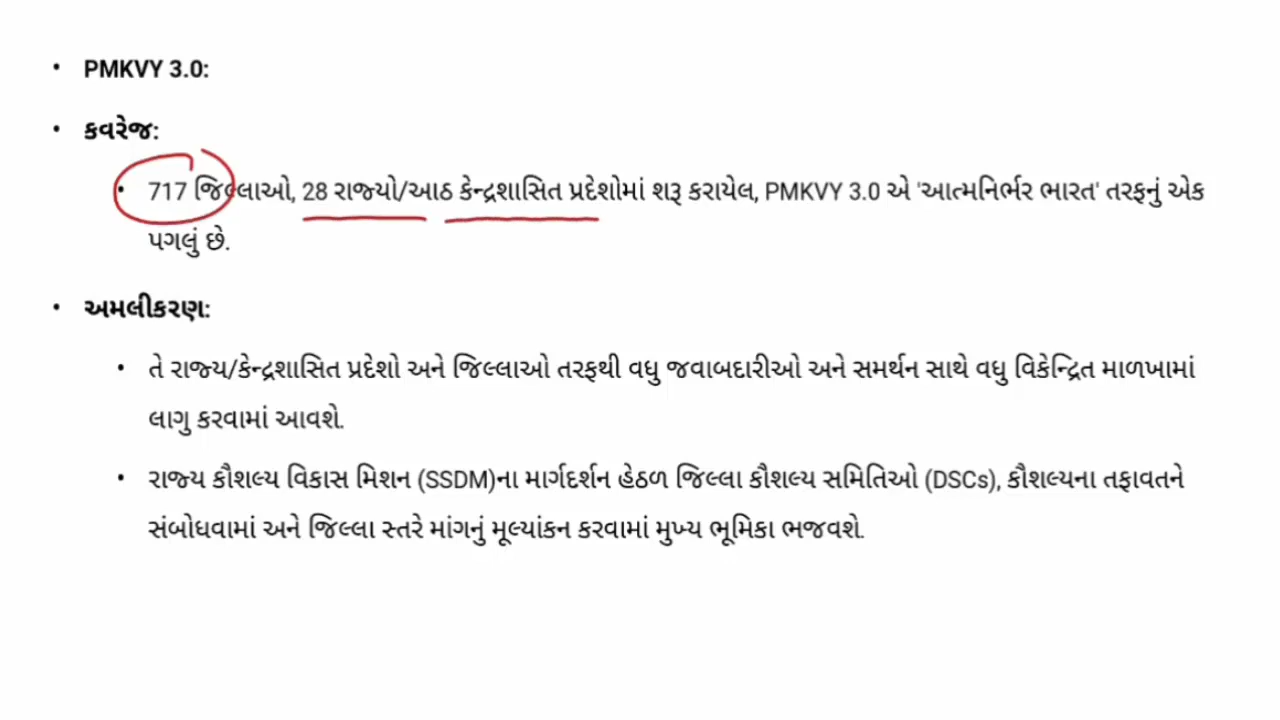 • PMKVY 3.0:
• કવરેજ:
• 717 જિલ્લાઓ, 28 રાજ્યો/આઠ કેન્દ્રશાસિત પ્રદેશોમાં શરૂ કરાયેલ, PMKVY 3.0 એ 'આત્મનિર્ભર ભારત' તરફનું એક
પગલું છે.
• અમલીકરણ:
• તે રાજ્ય/કેન્દ્રશાસિત પ્રદેશો અને જિલ્લાઓ તરફથી વધુ જવાબદારીઓ અને સમર્થન સાથે વધુ વિકેન્દ્રિત માળખામાં
લાગુ કરવામાં આવશે.
• રાજ્ય કૌશલ્ય વિકાસ મિશન (SSDM)ના માર્ગદર્શન હેઠળ જિલ્લા કૌશલ્ય સમિતિઓ (DSCs), કૌશલ્યના તફાવતને
સંબોધવામાં અને જિલ્લા સ્તરે માંગનું મૂલ્યાંકન કરવામાં મુખ્ય ભૂમિકા ભજવશે.